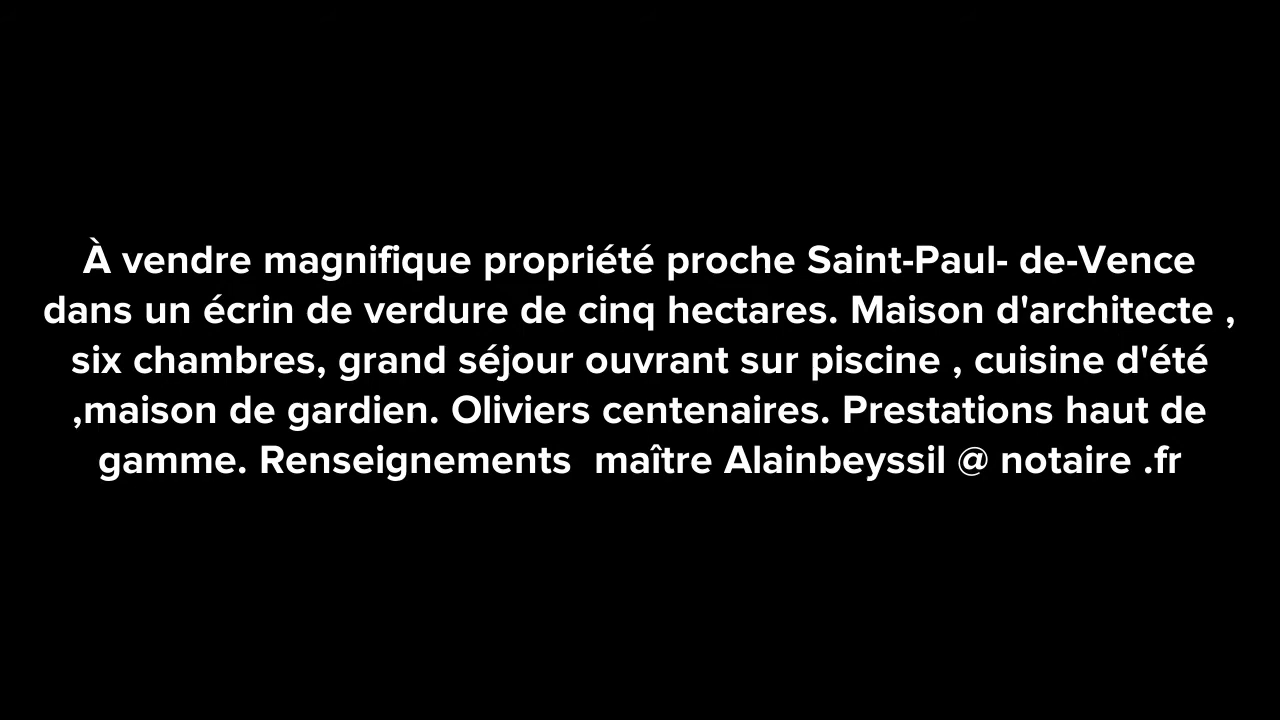 À vendre magnifique propriété proche Saint-Paul- de-Vence
dans un écrin de verdure de cinq hectares. Maison d'architecte ,
six chambres, grand séjour ouvrant sur piscine , cuisine d'été
,maison de gardien. Oliviers centenaires. Prestations haut de
gamme. Renseignements  maître Alainbeyssil @ notaire .fr